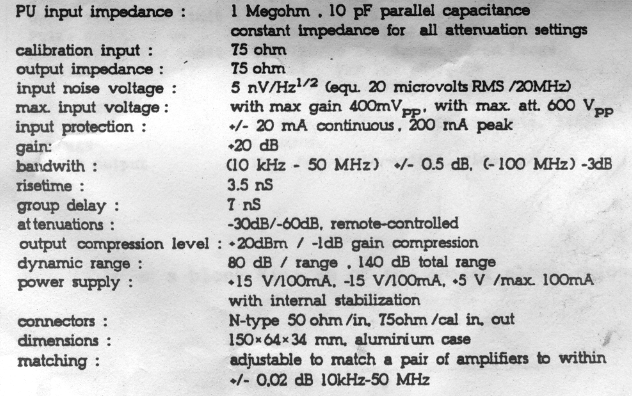 PU input impedance : 1 Megohm , 10 pF parallel capacitance
constant impedance for all attenuation settings
calibration input : 75 ohm
output impedance : 75 ohm
input noise voltage : 5 nV/Hz^1/2 (equ. 20 microvolts RMS /20MHz)
max. input voltage : with max gain 400mVpp, with max. att. 600 Vpp
input protection : +/- 20 mA continuous, 200 mA peak
gain: +20 dB
bandwith : (10 kHz - 50 MHz) +/- 0.5 dB, (-100 MHz) -3dB
risetime : 3.5 nS
group delay : 7 nS
attenuations : -30dB/-60dB, remote-controlled
output compression level : +20dBm / -1dB gain compression
dynamic range : 80 dB / range , 140 dB total range
power supply : +15 V/100mA, -15 V/100mA, +5 V /max. 100mA
with internal stabilization
connectors : N-type 50 ohm /in, 75ohm /cal in, out
dimensions : 150×64×34 mm, aluminium case
matching : adjustable to match a pair of amplifiers to within
+/- 0,02 dB 10kHz-50 MHz